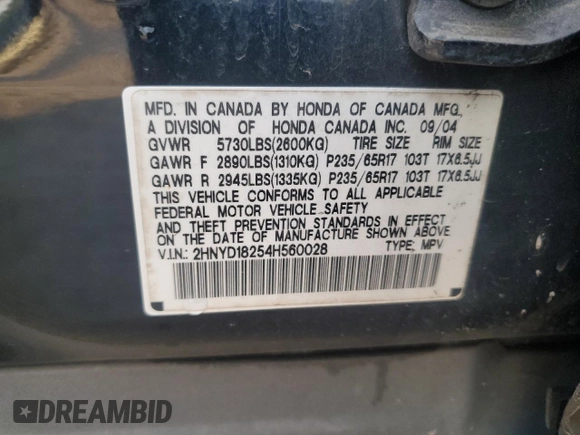 MFD. IN CANADA BY HONDA OF CANADA MFG.,
A DIVISION OF HONDA CANADA INC. 09/04
GVWR 5730LBS(2600KG) TIRE SIZE RIM SIZE
GAWR F 2890LBS(1310KG) P235/65R17 103T 17X6.5JJ
GAWR R 2945LBS(1335KG) P235/65R17 103T 17X6.5JJ
THIS VEHICLE CONFORMS TO ALL APPLICABLE
FEDERAL MOTOR VEHICLE SAFETY
AND THEFT PREVENTION STANDARDS IN EFFECT
ON THE DATE OF MANUFACTURE SHOWN ABOVE
V.I.N.: 2HNYD18254H560028 TYPE: MPV
DREAMBID